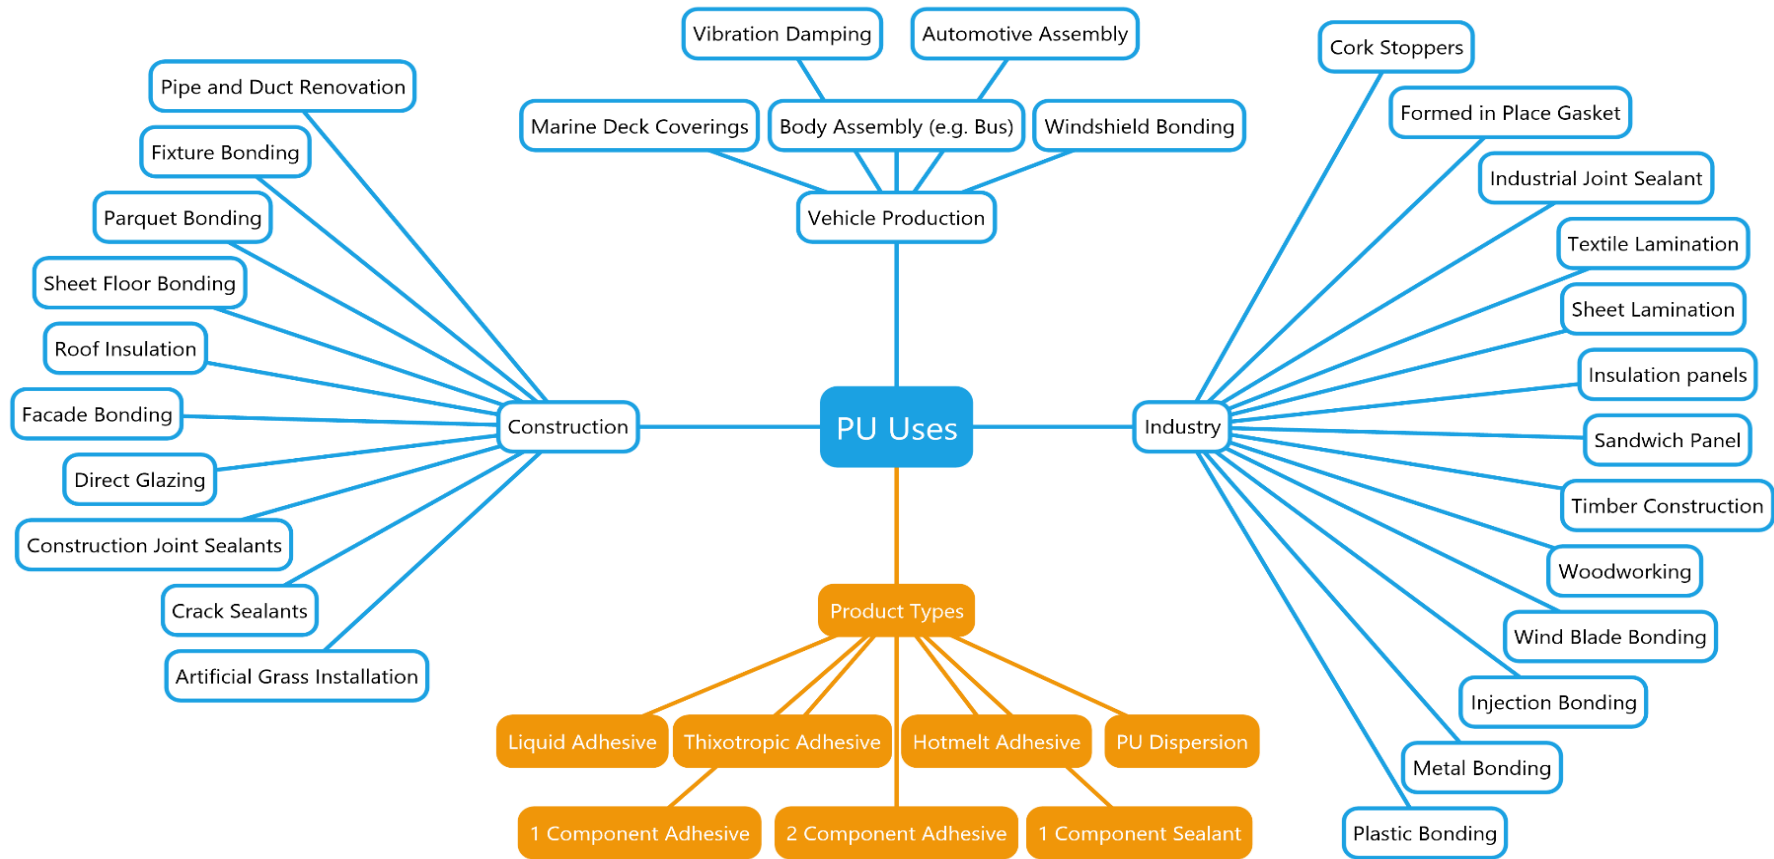 Vibration Damping
Automotive Assembly
Marine Deck Coverings
Body Assembly (e.g. Bus)
Windshield Bonding
Vehicle Production
Pipe and Duct Renovation
Fixture Bonding
Parquet Bonding
Sheet Floor Bonding
Roof Insulation
Facade Bonding
Direct Glazing
Construction Joint Sealants
Crack Sealants
Artificial Grass Installation
Construction
PU Uses
Industry
Cork Stoppers
Formed in Place Gasket
Industrial Joint Sealant
Textile Lamination
Sheet Lamination
Insulation panels
Sandwich Panel
Timber Construction
Woodworking
Wind Blade Bonding
Injection Bonding
Metal Bonding
Plastic Bonding
Product Types
Liquid Adhesive
Thixotropic Adhesive
Hotmelt Adhesive
PU Dispersion
1 Component Adhesive
2 Component Adhesive
1 Component Sealant